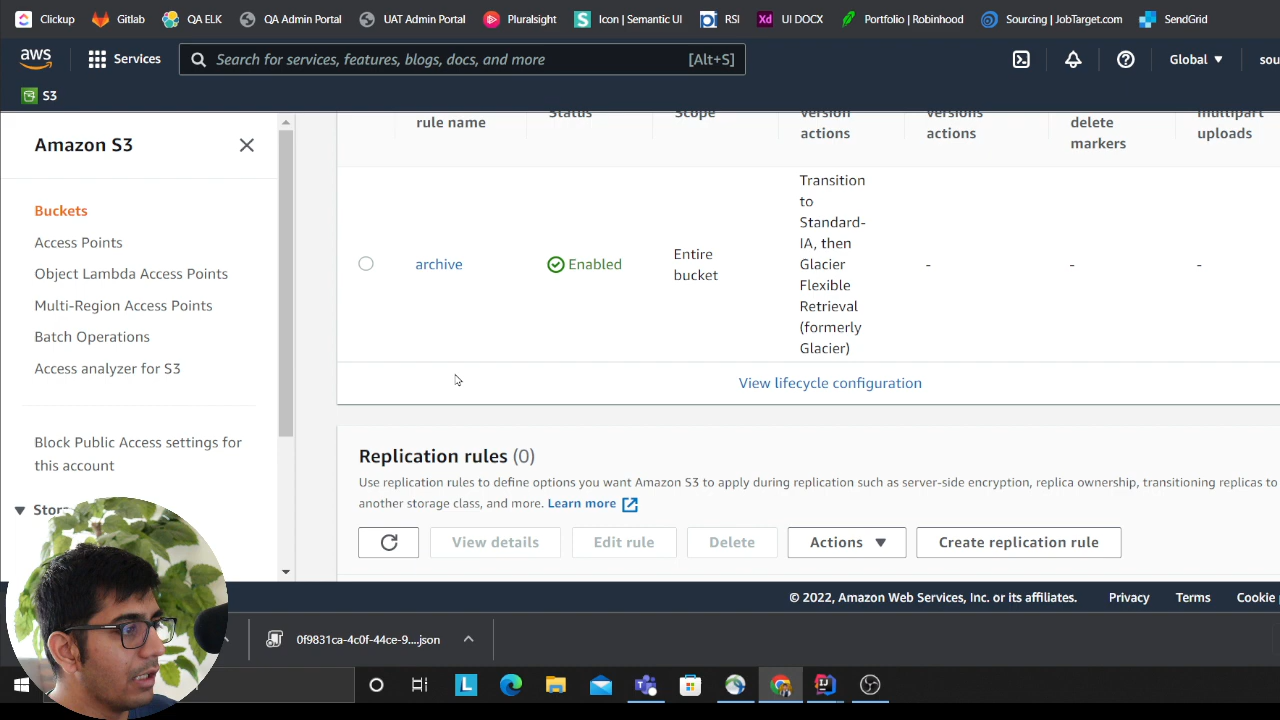 Clickup Gitlab QA ELK QA Admin Portal UAT Admin Portal Pluralsight Icon | Semantic UI RSI UI DOCX Portfolio | Robinhood Sourcing | JobTarget.com SendGrid
aws Services Search for services, features, blogs, docs, and more [Alt+S] Global sou
S3
Amazon S3
Buckets
Access Points
Object Lambda Access Points
Multi-Region Access Points
Batch Operations
Access analyzer for S3
Block Public Access settings for
this account
Stor
rule name
Status
Scope
version
actions
versions
actions
delete
markers
multipart
uploads
archive
Enabled
Entire
bucket
Transition
to
Standard-
IA, then
Glacier
Flexible
Retrieval
(formerly
Glacier)
-
-
-
View lifecycle configuration
Replication rules (0)
Use replication rules to define options you want Amazon S3 to apply during replication such as server-side encryption, replica ownership, transitioning replicas to
another storage class, and more. Learn more
View details Edit rule Delete Actions Create replication rule
© 2022, Amazon Web Services, Inc. or its affiliates. Privacy Terms Cookie
0f9831ca-4c0f-44ce-9....json